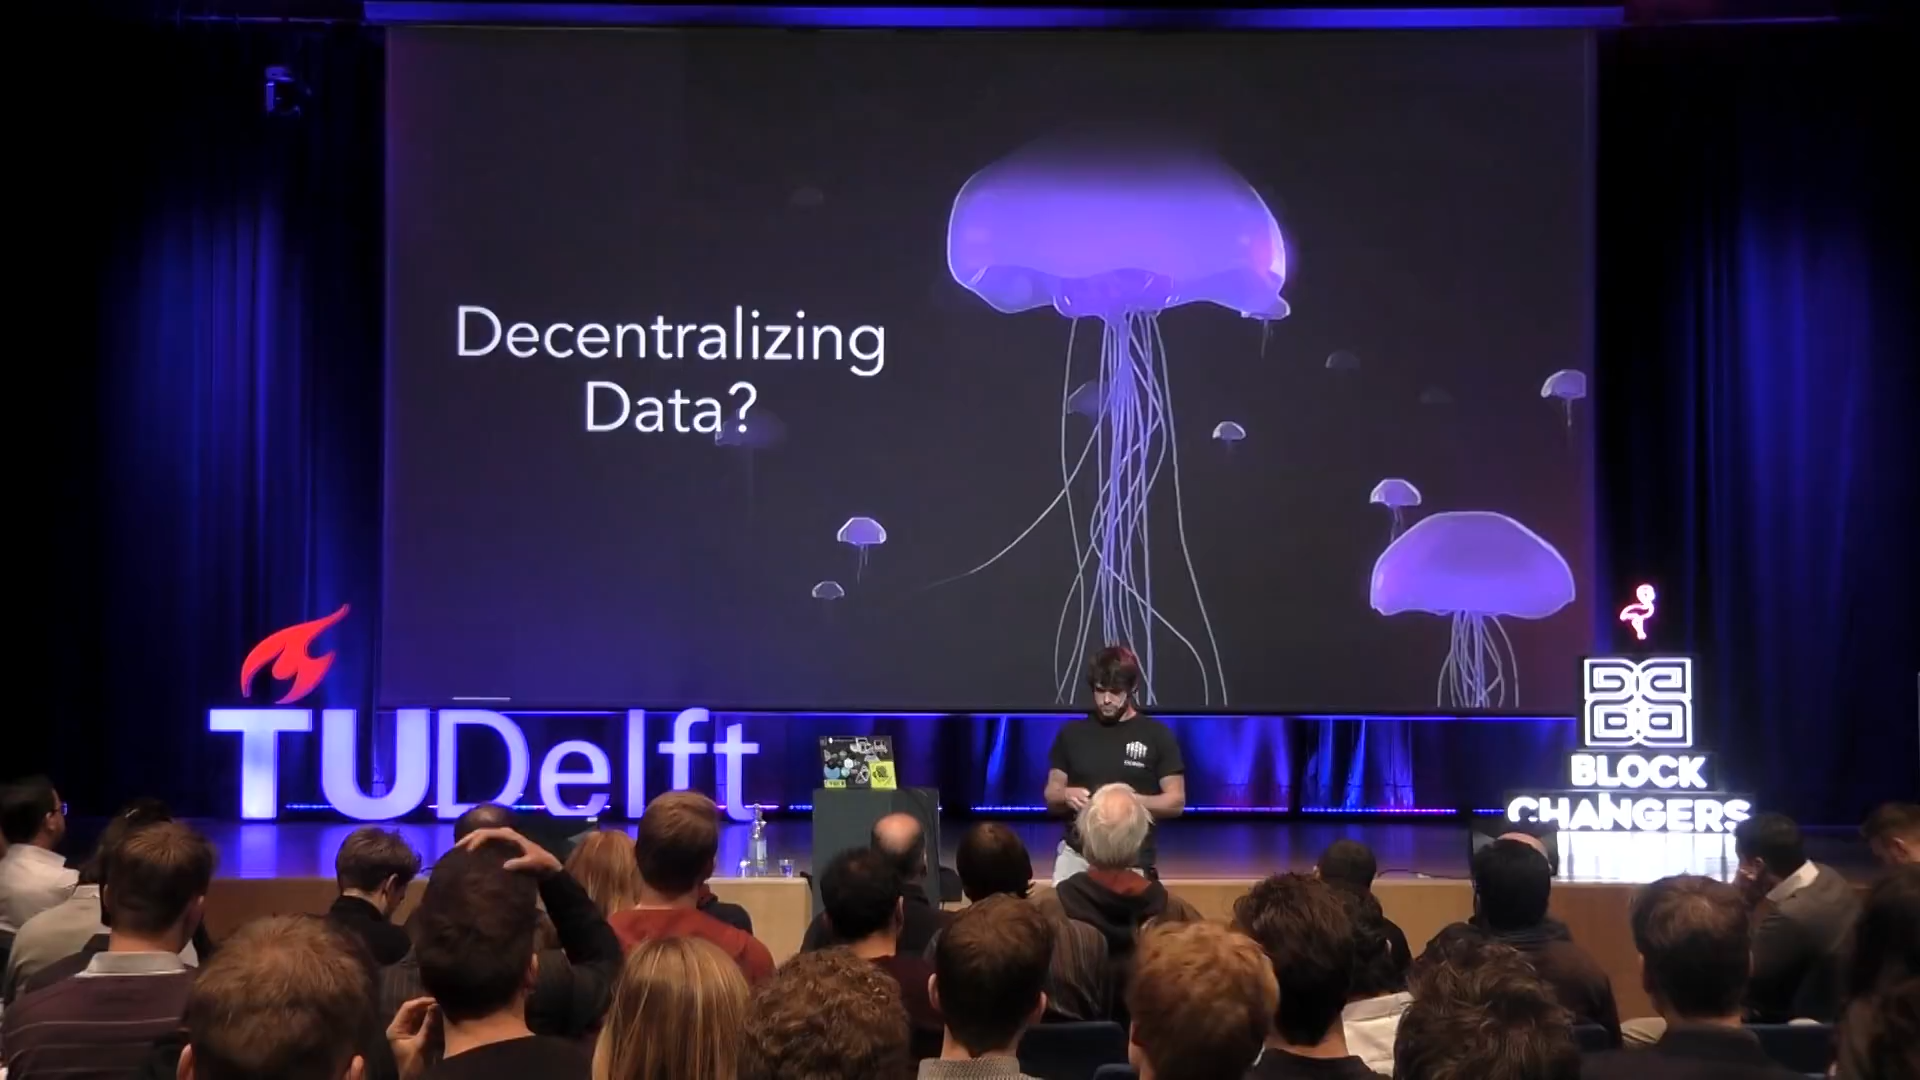 Decentralizing
Data?
TUDelft
BLOCK
CHANGERS